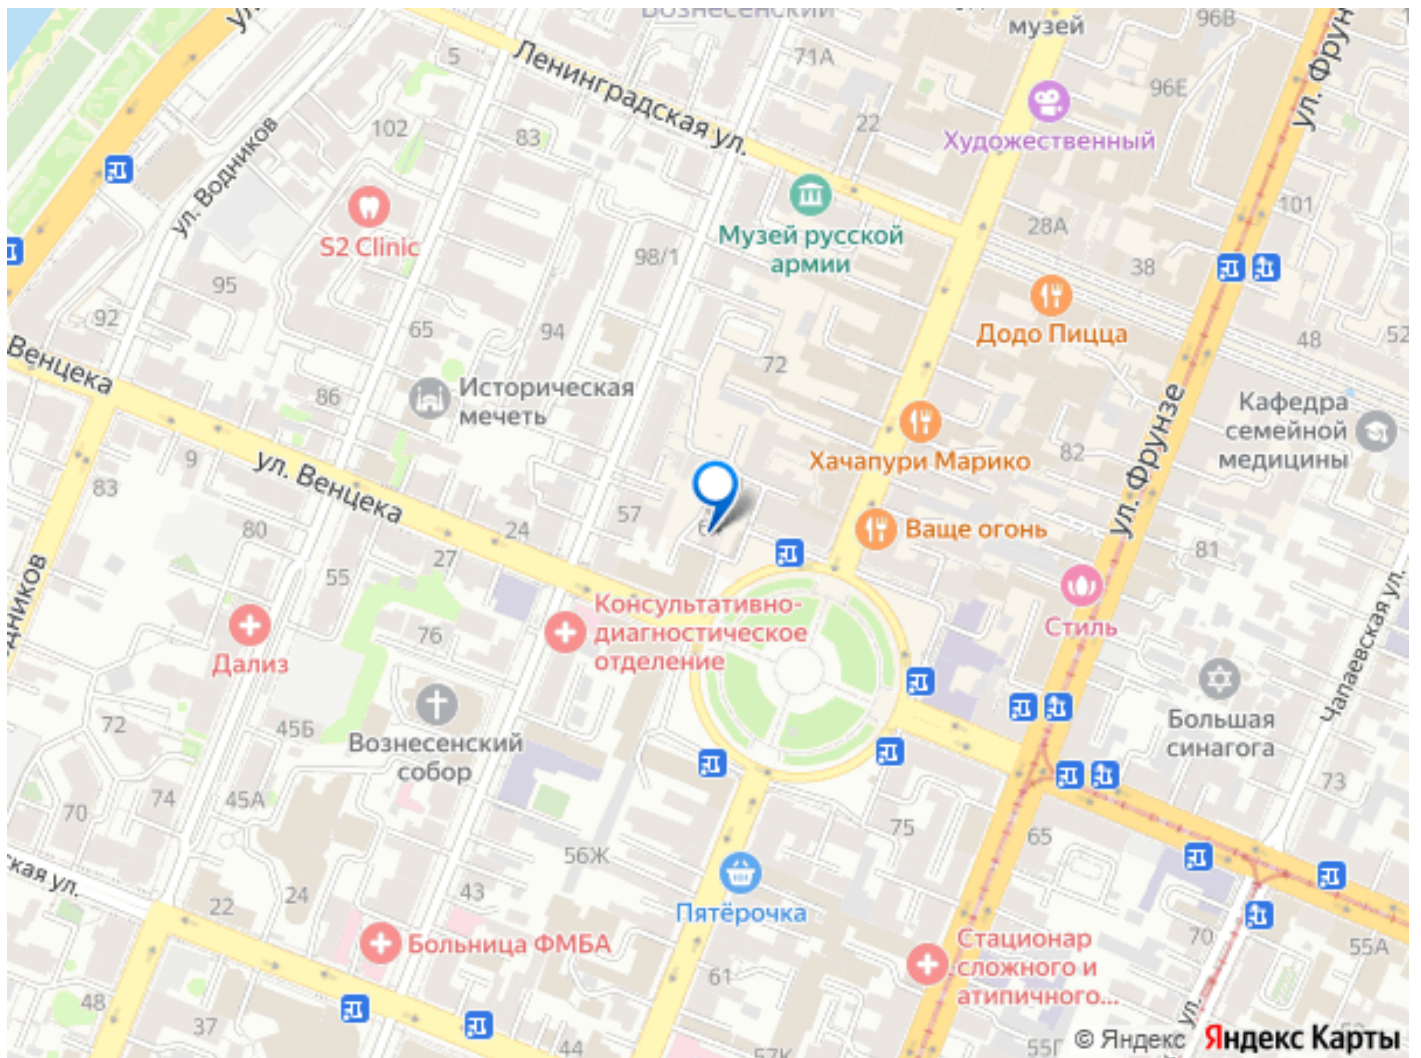 Вознесенский
музей
96В
71А
5
ул. Фрунзе
Ленинградская ул.
96Е
102
83
22
Художественный
ул. Водников
101
S2 Clinic
Музей русской
армии
28А
98/1
38
95
92
65
94
Додо Пицца
48
52
72
Венцека
86
Историческая
мечеть
Кафедра
семейной
медицины
Хачапури Марико
82
9
83
ул. Венцека
ул. Фрунзе
57
24
80
27
Ваще огонь
81
55
76
Консультативно-
диагностическое
отделение
Стиль
Чапаевская ул.
Дализ
72
45Б
Вознесенский
собор
Большая
синагога
73
70
74
45А
75
65
56Ж
ская ул.
24
22
43
Пятёрочка
Больница ФМБА
Стационар
сложного и
атипичного...
70
55А
61
48
37
44
57К
55Г
ул.
© Яндекс Яндекс Карты